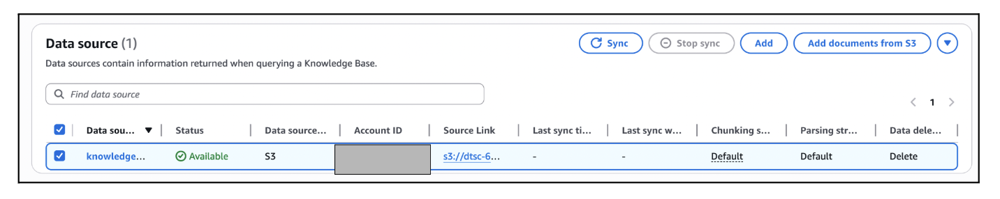 Data source (1)
Sync
Stop sync
Add
Add documents from S3
Data sources contain information returned when querying a Knowledge Base.
Find data source
1
Data sou... Status Data source... Account ID Source Link Last sync ti... Last sync w... Chunking s... Parsing str... Data dele...
knowledge... Available S3 s3://dtsc-6... - - Default Default Delete